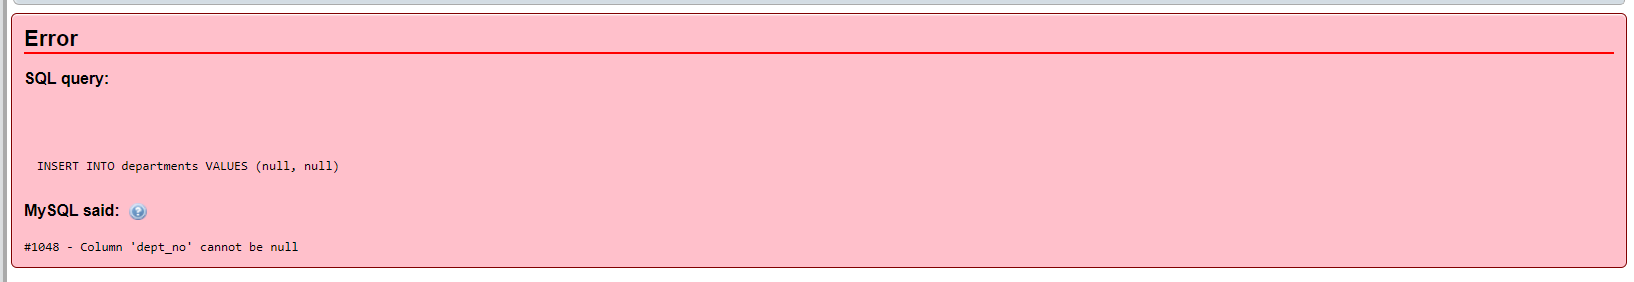 Error
SQL query:
INSERT INTO departments VALUES (null, null)
MySQL said:
#1048 - Column 'dept_no' cannot be null